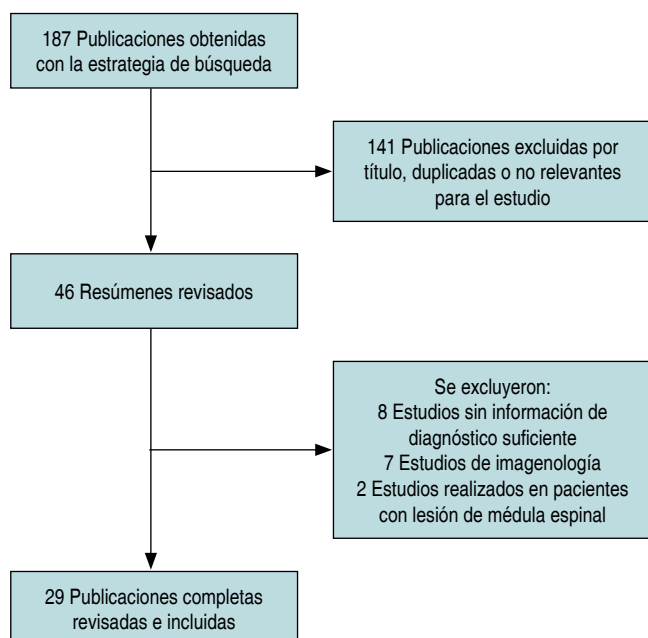 187 Publicaciones obtenidas
con la estrategia de búsqueda
141 Publicaciones excluidas por
título, duplicadas o no relevantes
para el estudio
46 Resúmenes revisados
Se excluyeron:
8 Estudios sin información de
diagnóstico suficiente
7 Estudios de imagenología
2 Estudios realizados en pacientes
con lesión de médula espinal
29 Publicaciones completas
revisadas e incluidas